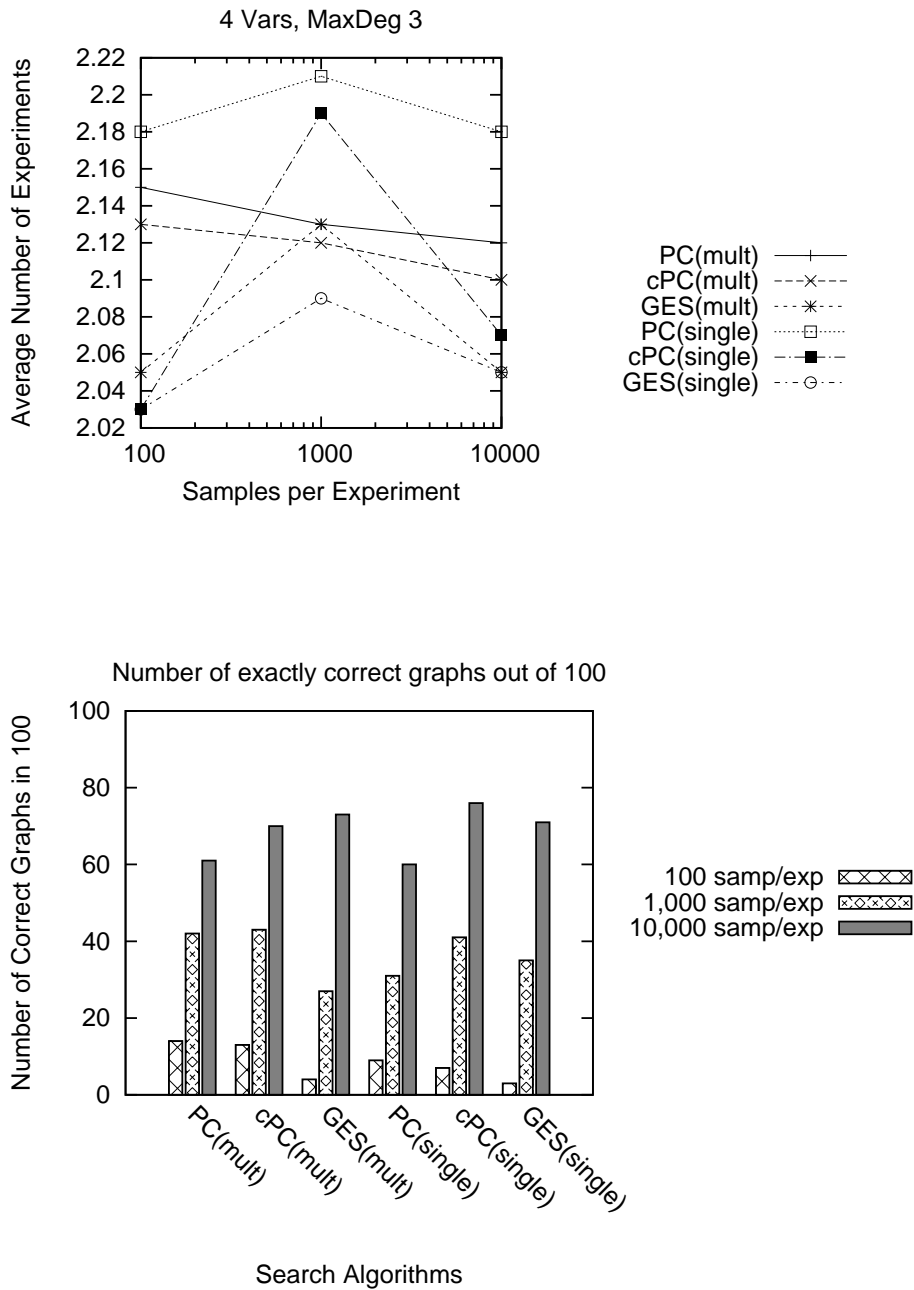 4 Vars, MaxDeg 3
Average Number of Experiments
2.22
2.2
2.18
2.16
2.14
2.12
2.1
2.08
2.06
2.04
2.02
100
1000
10000
Samples per Experiment
PC(mult)
cPC(mult)
GES(mult)
PC(single)
cPC(single)
GES(single)
Number of exactly correct graphs out of 100
Number of Correct Graphs in 100
100
80
60
40
20
0
PC(mult)
cPC(mult)
GES(mult)
PC(single)
cPC(single)
GES(single)
Search Algorithms
100 samp/exp
1,000 samp/exp
10,000 samp/exp